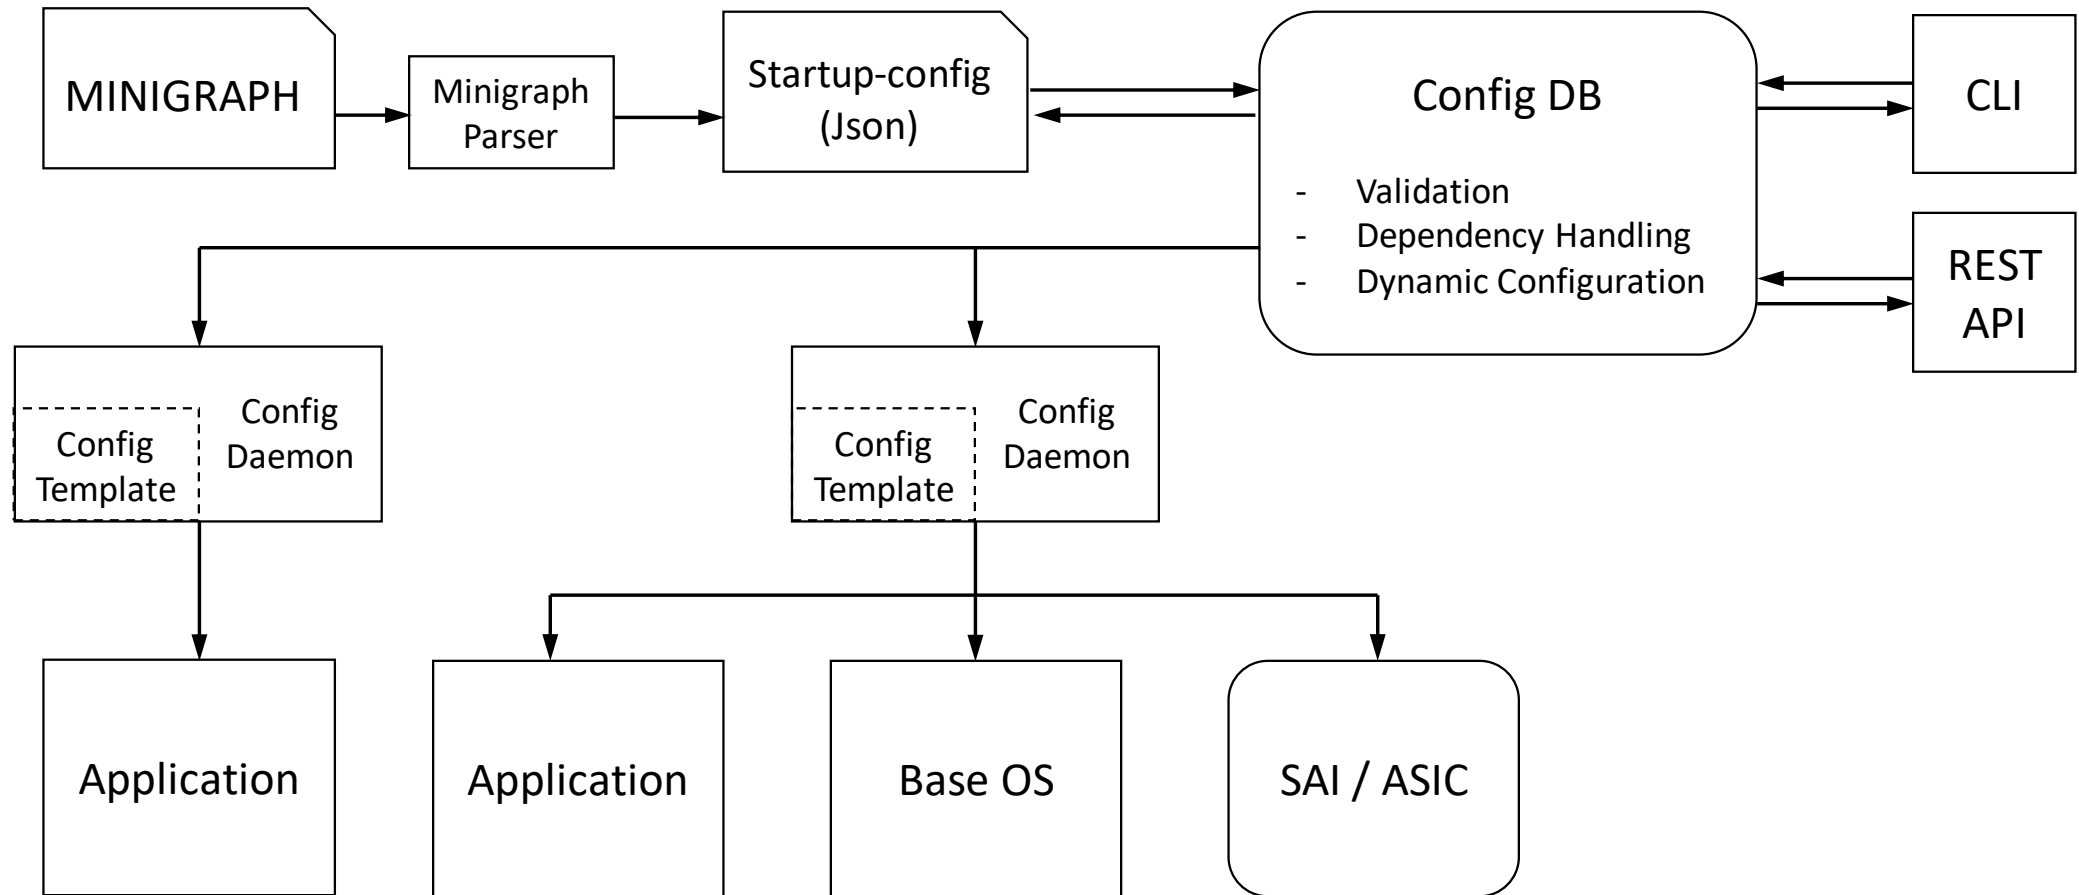 MINIGRAPH
Minigraph
Parser
Startup-config
(Json)
Config DB
- Validation
- Dependency Handling
- Dynamic Configuration
CLI
REST
API
Config
Daemon
Config
Template
Config
Daemon
Config
Template
Application
Application
Base OS
SAI / ASIC